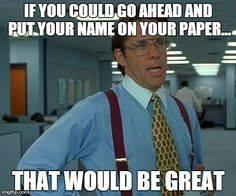 IF YOU COULD GO AHEAD AND
PUT YOUR NAME ON YOUR PAPER...
THAT WOULD BE GREAT
imgflip.com